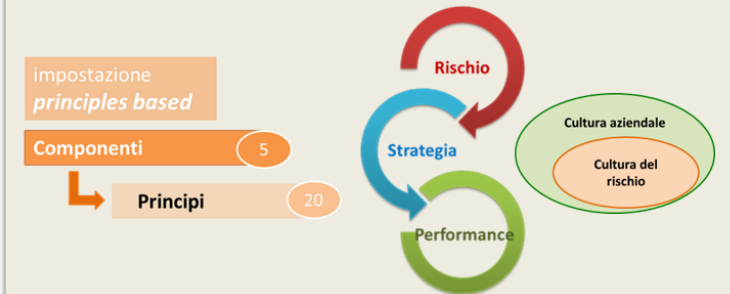 impostazione
principles based
Componenti
5
Principi
20
Rischio
Strategia
Performance
Cultura aziendale
Cultura del
rischio